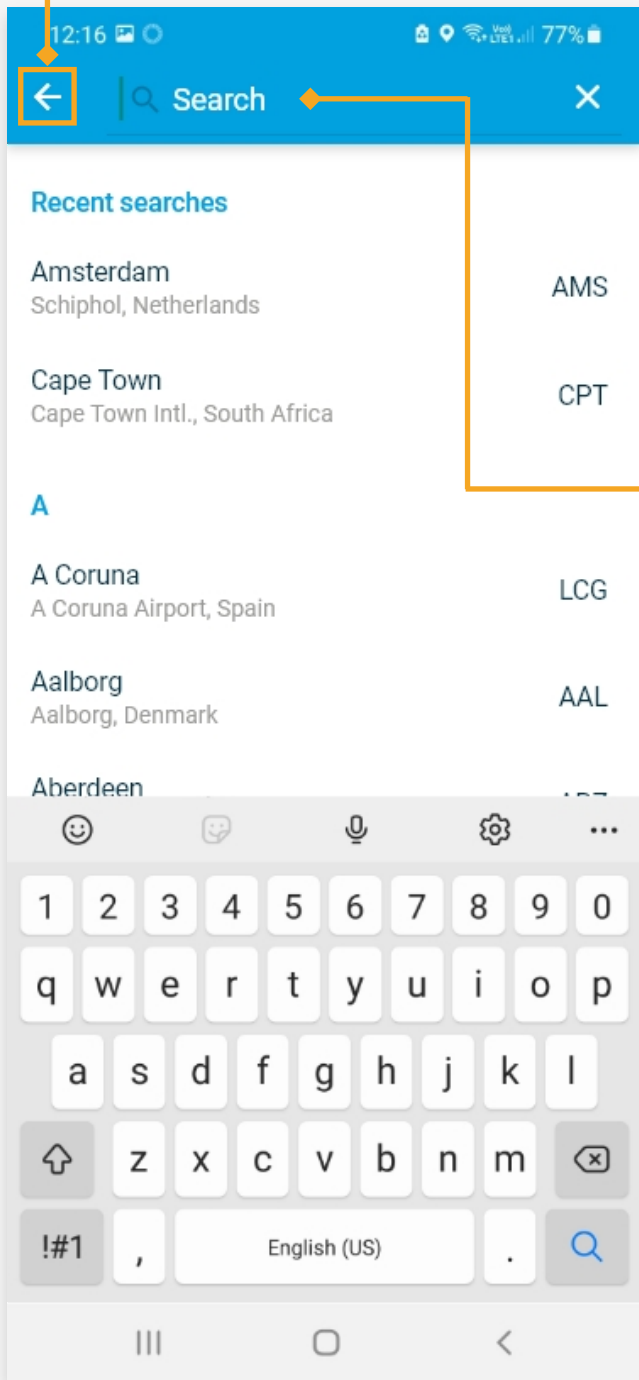 12:16 77%
Search
Recent searches
Amsterdam
Schiphol, Netherlands
AMS
Cape Town
Cape Town Intl., South Africa
CPT
A
A Coruna
A Coruna Airport, Spain
LCG
Aalborg
Aalborg, Denmark
AAL
Aberdeen
1 2 3 4 5 6 7 8 9 0
q w e r t y u i o p
a s d f g h j k l
z x c v b n m
!#1 , English (US) .